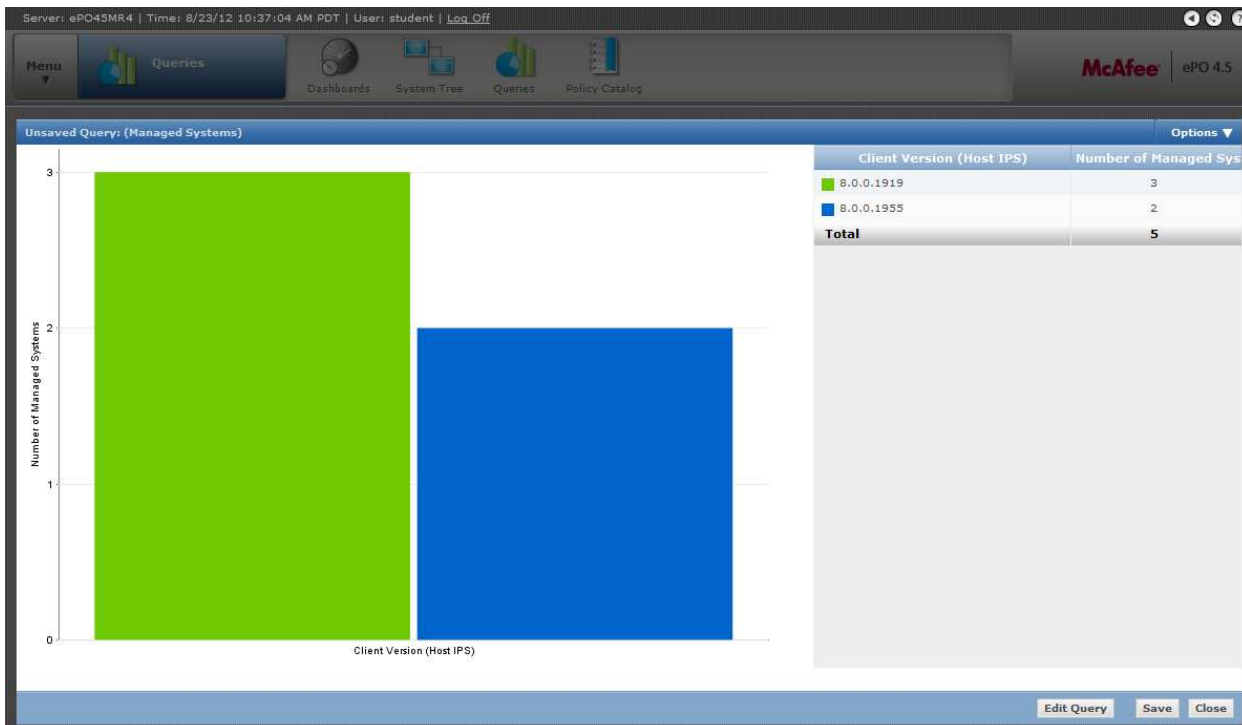 Server: ePO45MR4 | Time: 8/23/12 10:37:04 AM PDT | User: student | Log Off
?
Menu
Queries
Dashboards
System Tree
Queries
Policy Catalog
McAfee
ePO 4.5
Unsaved Query: (Managed Systems)
Options
Client Version (Host IPS) Number of Managed Sys
8.0.0.1919 3
8.0.0.1955 2
Total 5
Number of Managed Systems
3
2
1
0
Client Version (Host IPS)
Edit Query Save Close